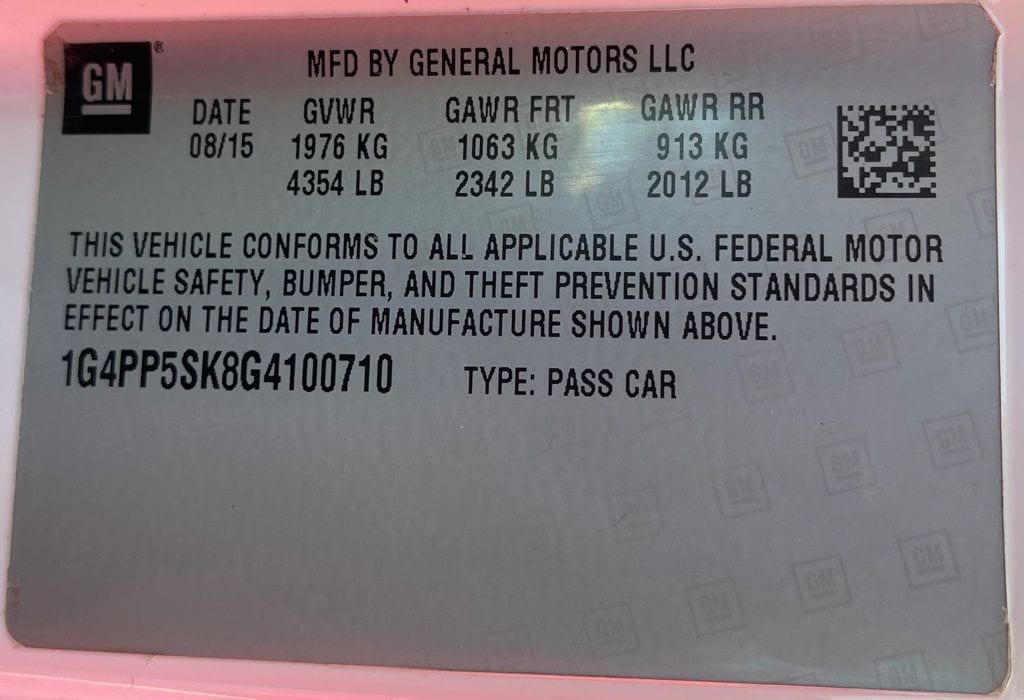 GM ®
MFD BY GENERAL MOTORS LLC
DATE GVWR GAWR FRT GAWR RR
08/15 1976 KG 1063 KG 913 KG
4354 LB 2342 LB 2012 LB
THIS VEHICLE CONFORMS TO ALL APPLICABLE U.S. FEDERAL MOTOR
VEHICLE SAFETY, BUMPER, AND THEFT PREVENTION STANDARDS IN
EFFECT ON THE DATE OF MANUFACTURE SHOWN ABOVE.
1G4PP5SK8G4100710 TYPE: PASS CAR